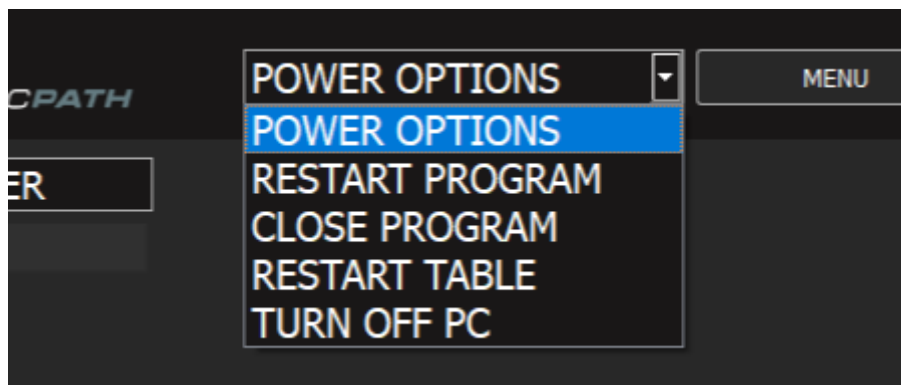 POWER OPTIONS
MENU
CPATH
POWER OPTIONS
ER
RESTART PROGRAM
CLOSE PROGRAM
RESTART TABLE
TURN OFF PC